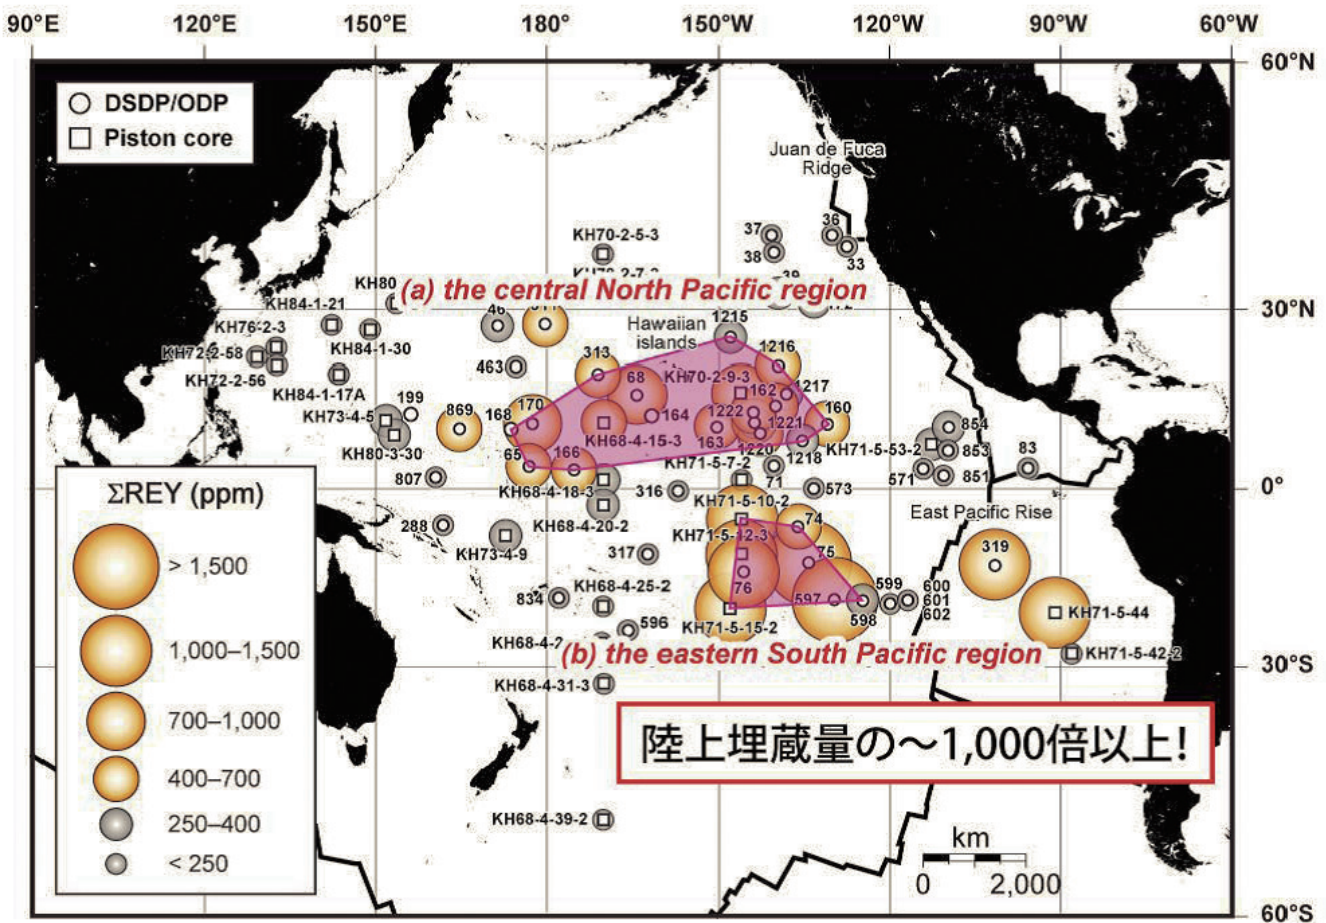 90°E 120°E 150°E 180° 150°W 120°W 90°W 60°W
60°N
30°N
0°
30°S
60°S
DSDP/ODP
Piston core
Juan de Fuca
Ridge
KH70-2-5-3
37
38
36
33
(a) the central North Pacific region
KH84-1-21
KH76-2-3
KH72-2-58
KH72-2-56
KH84-1-30
KH84-1-17A
KH73-4-5
KH80-3-30
199
869
807
288
KH73-4-9
46
463
313
Hawaiian
islands
1215
1216
68
KH70-2-9-3
162
1217
170
168
164
1222
1221
160
KH68-4-15-3
163
1220
65
166
KH71-5-7-2
1218
71
KH71-5-53-2
854
853
571
851
83
KH68-4-18-3
316
573
KH68-4-20-2
KH71-5-10-2
74
East Pacific Rise
KH71-5-12-3
75
319
317
76
834
KH68-4-25-2
597
598
599
600
601
602
596
KH71-5-15-2
KH71-5-44
KH71-5-42-2
(b) the eastern South Pacific region
KH68-4-31-3
KH68-4-39-2
ΣREY (ppm)
> 1,500
1,000–1,500
700–1,000
400–700
250–400
< 250
陸上埋蔵量の～1,000倍以上!
km
0 2,000